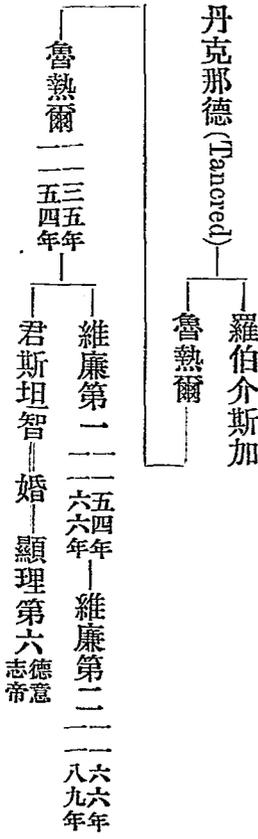 丹克那德(Tancred)
羅伯介斯加
魯熱爾
魯熱爾 一一三五年
一一五四年
維廉第一 一一五四年
一一六六年
維廉第二 一一六六年
一一八九年
君斯坦智 婚 顯理第六 德意
志帝